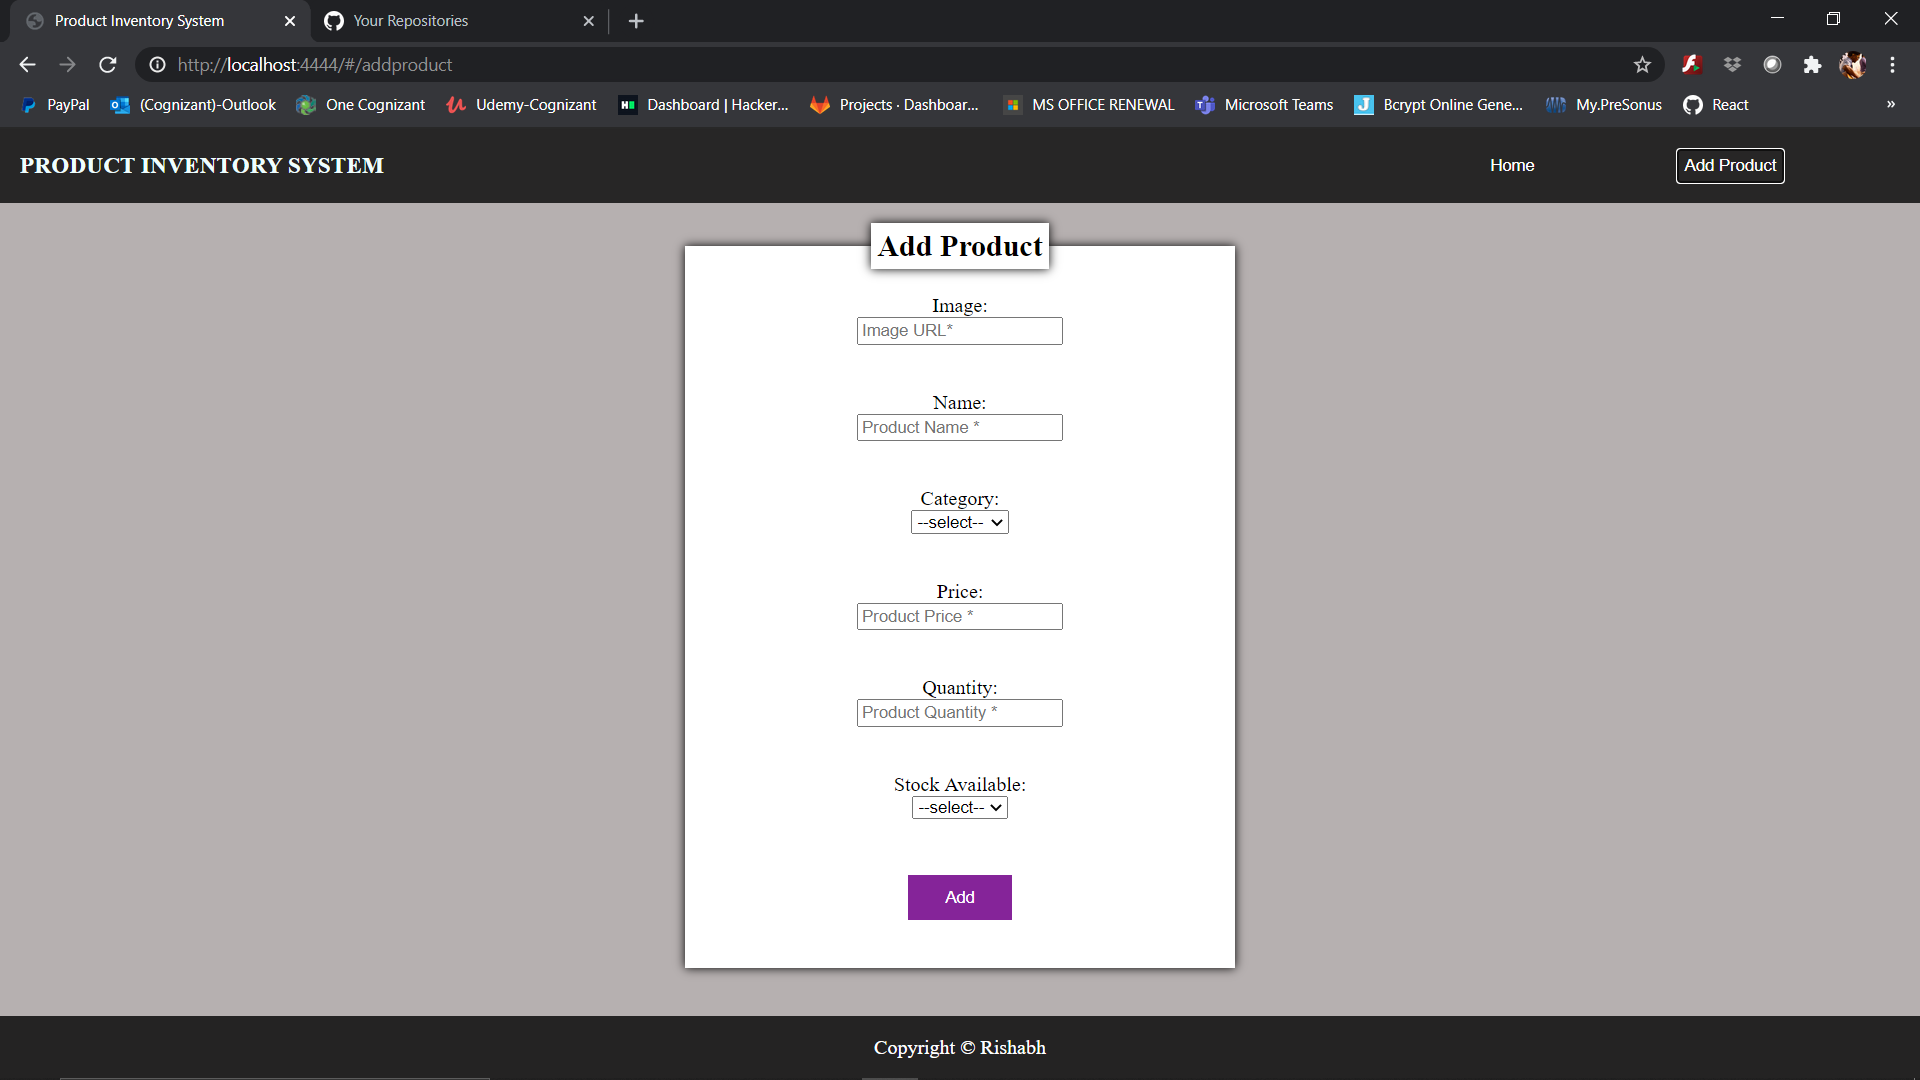 Product Inventory System
Your Repositories
http://localhost:4444/#/addproduct
PayPal
(Cognizant)-Outlook
One Cognizant
Udemy-Cognizant
Dashboard | Hacker...
Projects · Dashboar...
MS OFFICE RENEWAL
Microsoft Teams
Bcrypt Online Gene...
My.PreSonus
React
»
PRODUCT INVENTORY SYSTEM
Home
Add Product
Add Product
Image:
Image URL*
Name:
Product Name *
Category:
--select--
Price:
Product Price *
Quantity:
Product Quantity *
Stock Available:
--select--
Add
Copyright © Rishabh